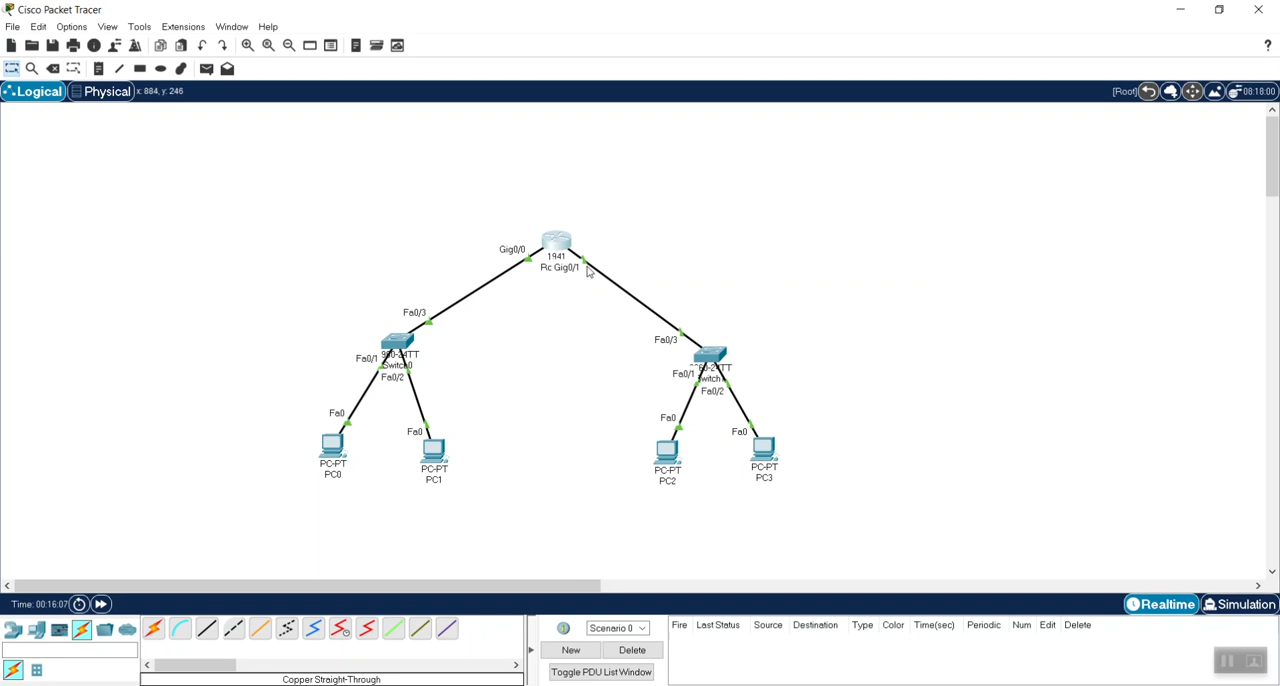 Cisco Packet Tracer
File Edit Options View Tools Extensions Window Help
?
Logical Physical x: 884, y: 246 [Root] 08:18:00
Gig0/0
1941
Rc Gig0/1
Fa0/3
Fa0/3
Fa0/1
Switch0
Fa0/2
Fa0/1
Fa0/2
Fa0
Fa0
Fa0
Fa0
PC-PT
PC0
PC-PT
PC1
PC-PT
PC2
PC-PT
PC3
Time: 00:16:07 Realtime Simulation
Scenario 0
New Delete
Toggle PDU List Window
Fire Last Status Source Destination Type Color Time(sec) Periodic Num Edit Delete
Copper Straight-Through